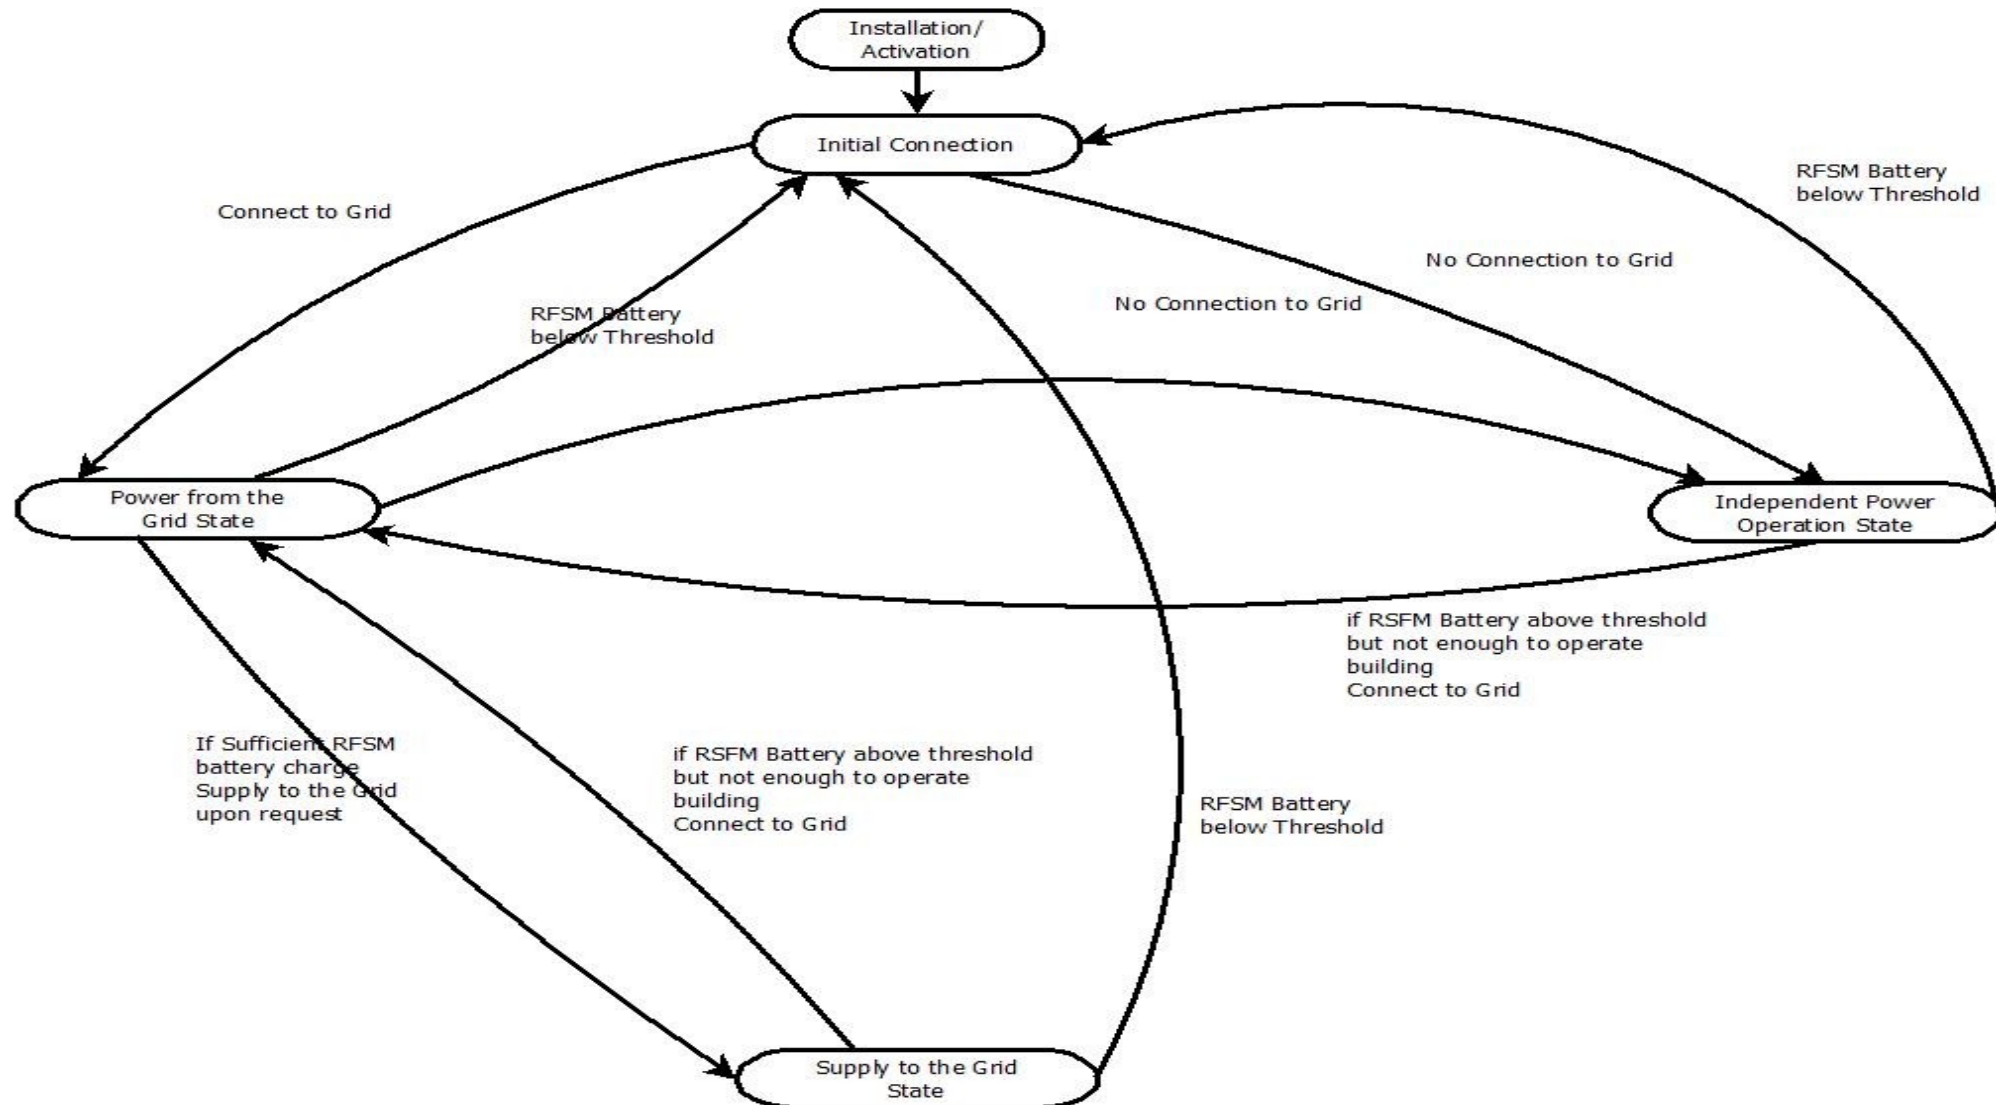 Installation/
Activation
Initial Connection
RFSM Battery
below Threshold
Connect to Grid
No Connection to Grid
No Connection to Grid
RFSM Battery
below Threshold
Power from the
Grid State
Independent Power
Operation State
if RSFM Battery above threshold
but not enough to operate
building
Connect to Grid
If Sufficient RFSM
battery charge
Supply to the Grid
upon request
if RSFM Battery above threshold
but not enough to operate
building
Connect to Grid
RFSM Battery
below Threshold
Supply to the Grid
State